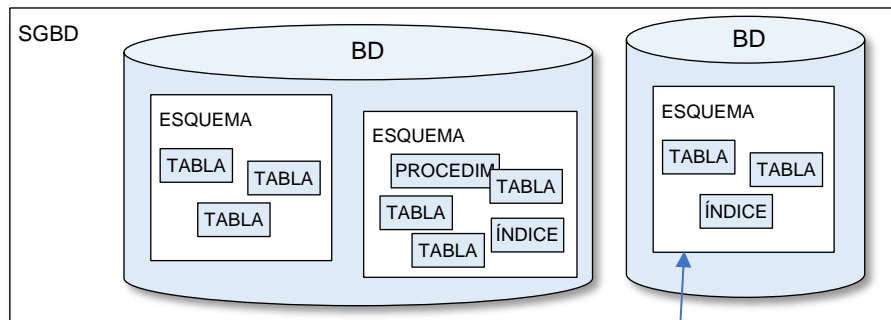 SGBD
BD
ESQUEMA
TABLA
TABLA
TABLA
ESQUEMA
PROCEDIM
TABLA
TABLA
ÍNDICE
TABLA
BD
ESQUEMA
TABLA
TABLA
ÍNDICE